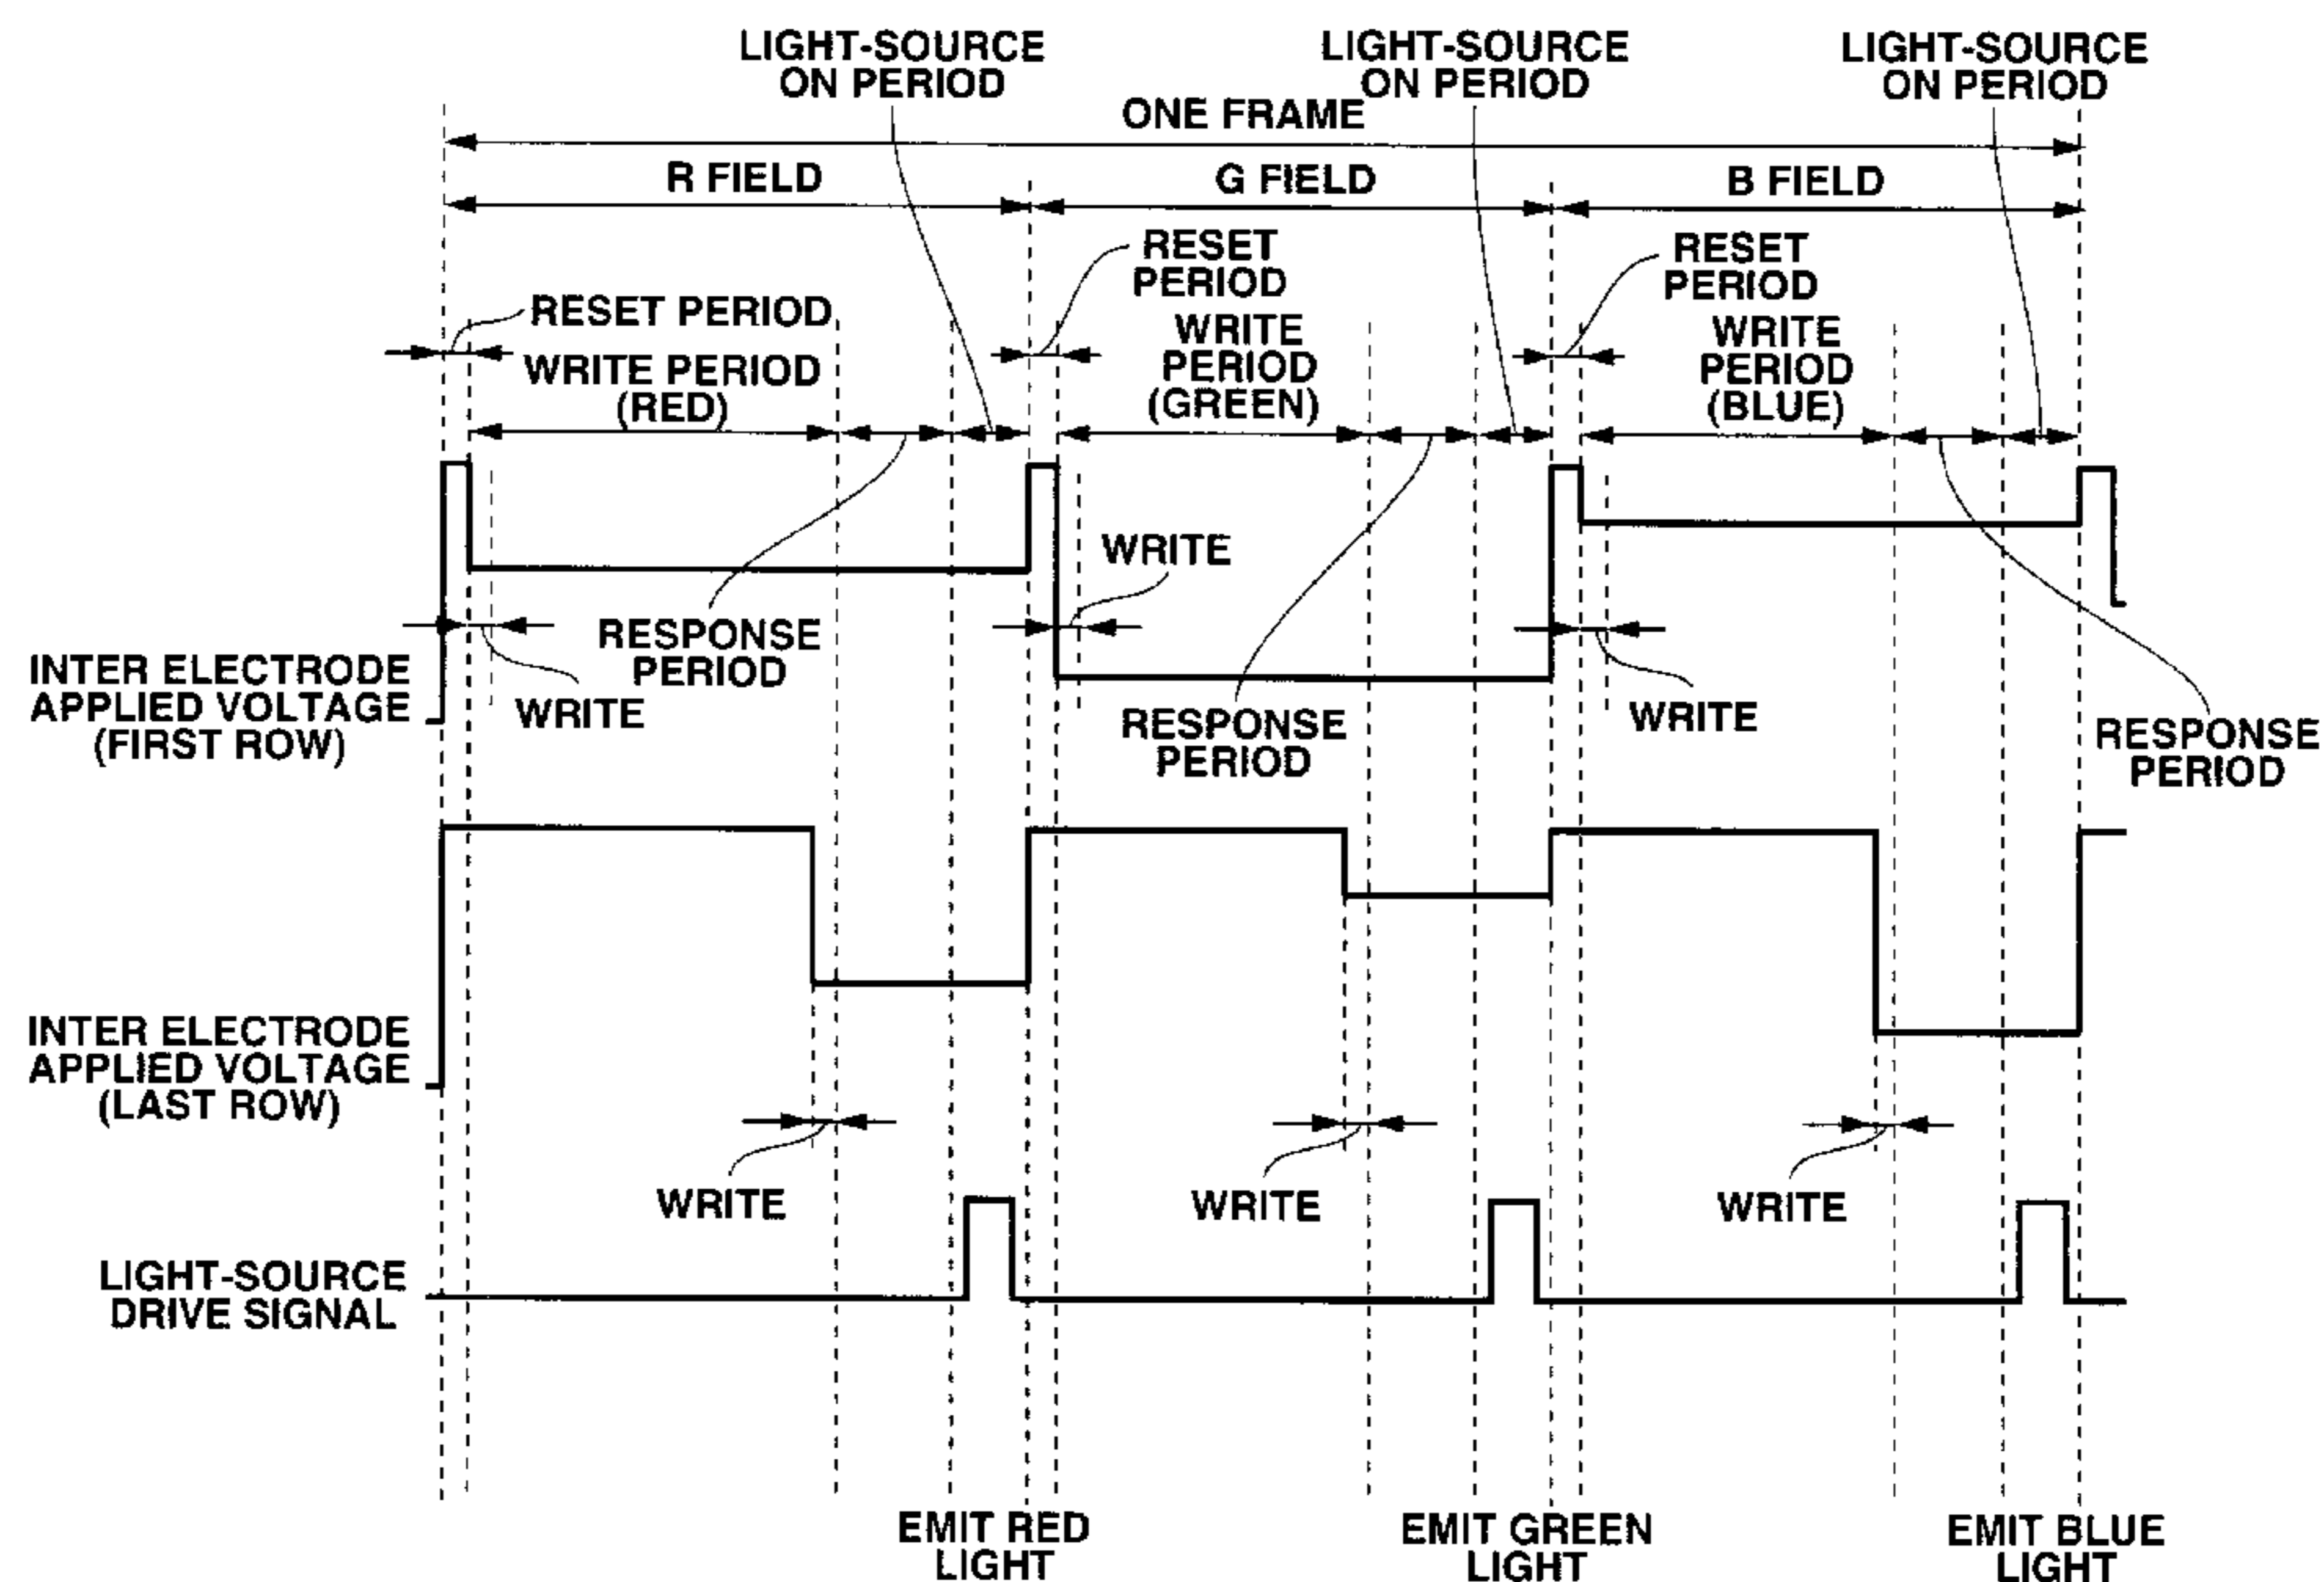 LIGHT-SOURCE
ON PERIOD
LIGHT-SOURCE
ON PERIOD
LIGHT-SOURCE
ON PERIOD
ONE FRAME
R FIELD
G FIELD
B FIELD
RESET PERIOD
RESET
PERIOD
RESET
PERIOD
WRITE PERIOD
(RED)
WRITE
PERIOD
(GREEN)
WRITE
PERIOD
(BLUE)
WRITE
RESPONSE
PERIOD
INTER ELECTRODE
APPLIED VOLTAGE
(FIRST ROW)
WRITE
RESPONSE
PERIOD
WRITE
RESPONSE
PERIOD
INTER ELECTRODE
APPLIED VOLTAGE
(LAST ROW)
WRITE
WRITE
WRITE
LIGHT-SOURCE
DRIVE SIGNAL
EMIT RED
LIGHT
EMIT GREEN
LIGHT
EMIT BLUE
LIGHT